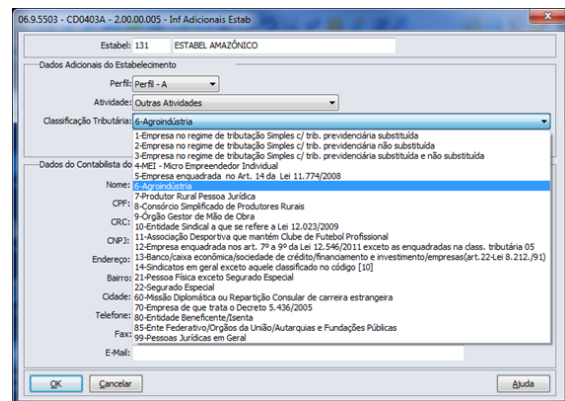 06.9.5503 - CD0403A - 2.00.00.005 - Inf Adicionais Estab
Estabel: 131 ESTABEL AMAZÔNICO
Dados Adicionais do Estabelecimento
Perfil: Perfil - A
Atividade: Outras Atividades
Classificação Tributária: 6-Agroindústria
1-Empresa no regime de tributação Simples c/ trib. previdenciária substituída
2-Empresa no regime de tributação Simples c/ trib. previdenciária não substituída
3-Empresa no regime de tributação Simples c/ trib. previdenciária substituída e não substituída
4-MEI - Micro Empreendedor Individual
5-Empresa enquadrada no Art. 14 da Lei 11.774/2008
6-Agroindústria
7-Produtor Rural Pessoa Jurídica
8-Consórcio Simplificado de Produtores Rurais
9-Órgão Gestor de Mão de Obra
10-Entidade Sindical a que se refere a Lei 12.023/2009
11-Associação Desportiva que mantém Clube de Futebol Profissional
12-Empresa enquadrada nos art. 7º a 9º da Lei 12.546/2011 exceto as enquadradas na class. tributária 05
13-Banco/caixa econômica/sociedade de crédito/financiamento e investimento/empresas(art.22-Lei 8.212./91)
14-Sindicatos em geral exceto aquele classificado no código [10]
21-Pessoa Física exceto Segurado Especial
22-Segurado Especial
60-Missão Diplomática ou Repartição Consular de carreira estrangeira
70-Empresa de que trata o Decreto 5.436/2005
80-Entidade Beneficente/Isenta
85-Ente Federativo/Orgãos da União/Autarquias e Fundações Públicas
99-Pessoas Jurídicas em Geral
Dados do Contabilista do
Nome:
CPF:
CRC:
CNPJ:
Endereço:
Bairro:
Cidade:
Telefone:
Fax:
E-Mail:
OK Cancelar Ajuda